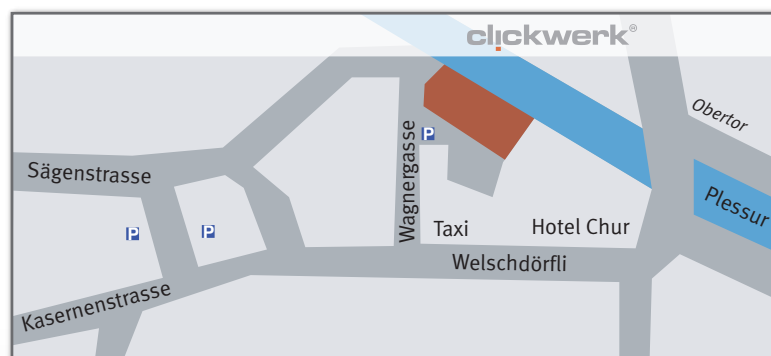 clickwerk®
Obertor
Sägenstrasse
Wagnergasse
P
Plessur
P
P
Taxi
Hotel Chur
Welschdörfli
Kasernenstrasse